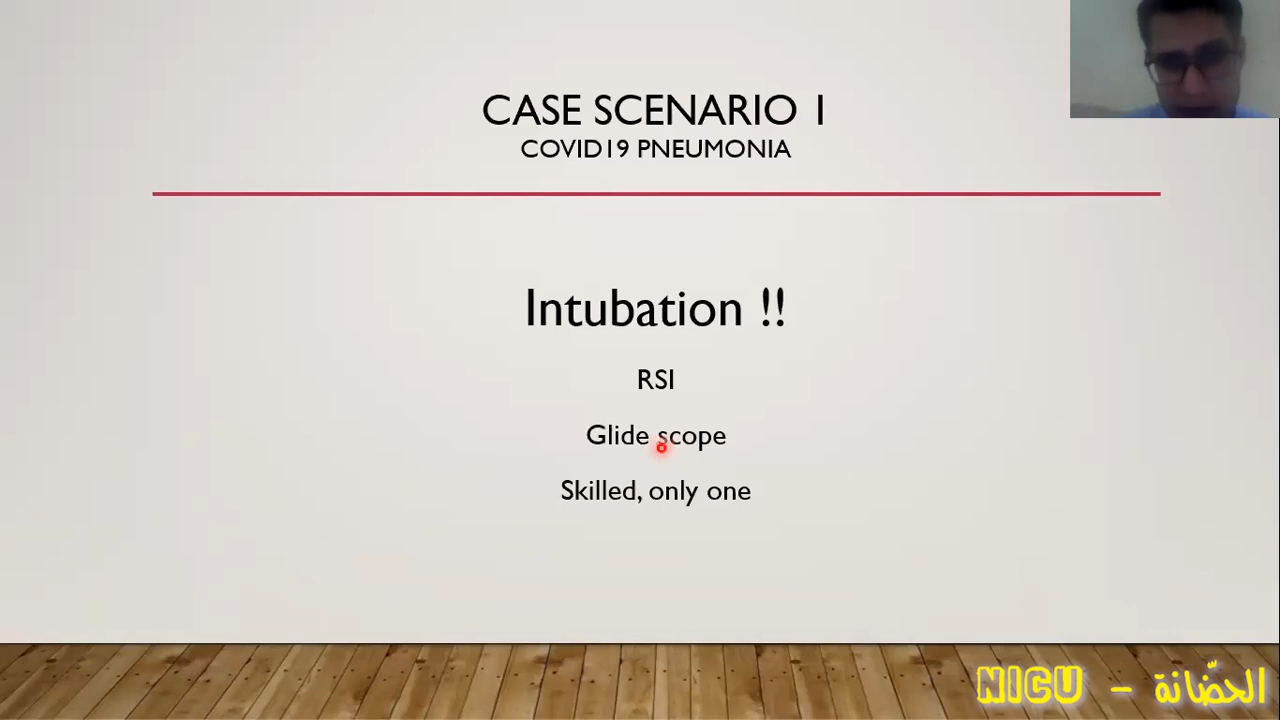 CASE SCENARIO 1
COVID19 PNEUMONIA
Intubation !!
RSI
Glide scope
Skilled, only one
NICU - الحضّانة